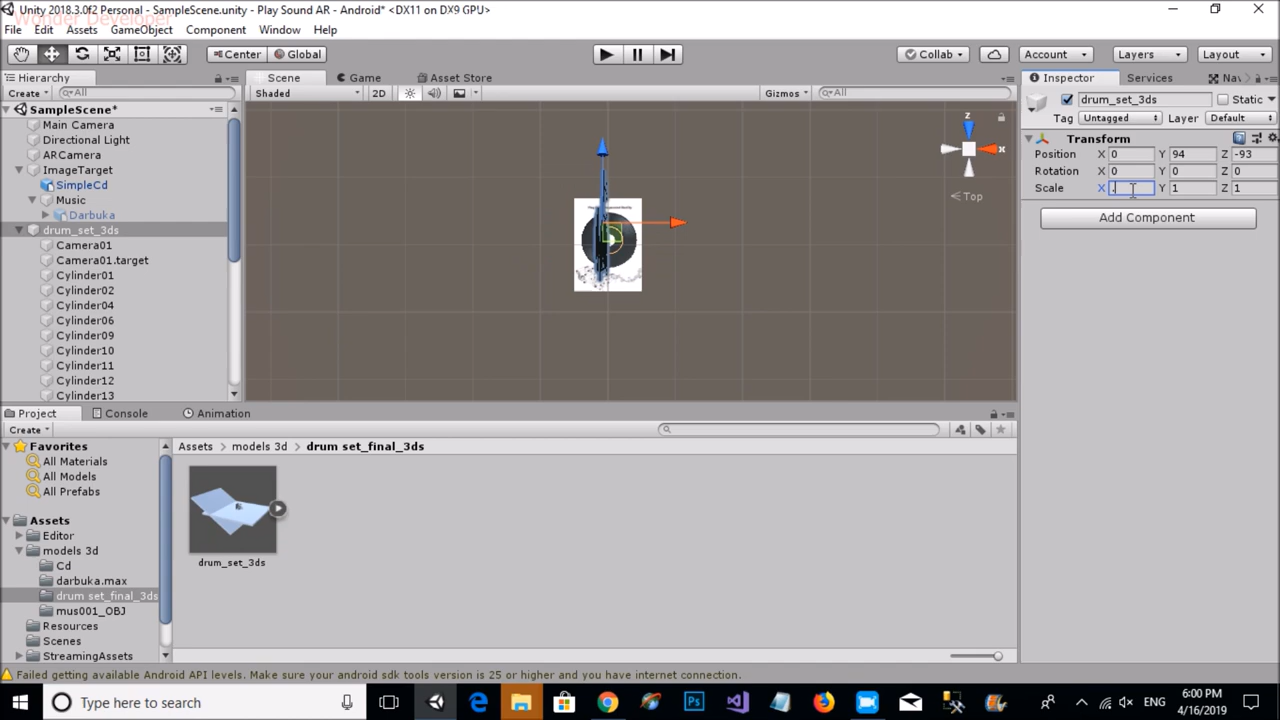 Unity 2018.3.0f2 Personal - SampleScene.unity - Play Sound AR - Android* <DX11 on DX9 GPU>
Wonder Developer
File Edit Assets GameObject Component Window Help
Center Global Collab Account Layers Layout
Hierarchy Scene Game Asset Store Inspector Services Nav
Create All Shaded 2D Gizmos All
drum_set_3ds Static
SampleScene*
Tag Untagged Layer Default
Main Camera
Directional Light
ARCamera
ImageTarget
SimpleCd
Music
Darbuka
drum_set_3ds
Camera01
Camera01.target
Cylinder01
Cylinder02
Cylinder04
Cylinder06
Cylinder09
Cylinder10
Cylinder11
Cylinder12
Cylinder13
z
x
Top
Transform
Position X 0 Y 94 Z -93
Rotation X 0 Y 0 Z 0
Scale X . Y 1 Z 1
Add Component
Project Console Animation
Create
Favorites
All Materials
All Models
All Prefabs
Assets
Editor
models 3d
Cd
darbuka.max
drum set_final_3ds
mus001_OBJ
Resources
Scenes
StreamingAssets
Assets models 3d drum set_final_3ds
drum_set_3ds
Failed getting available Android API levels. Make sure your android sdk tools version is 25 or higher and you have internet connection.
Type here to search
ENG
6:00 PM
4/16/2019